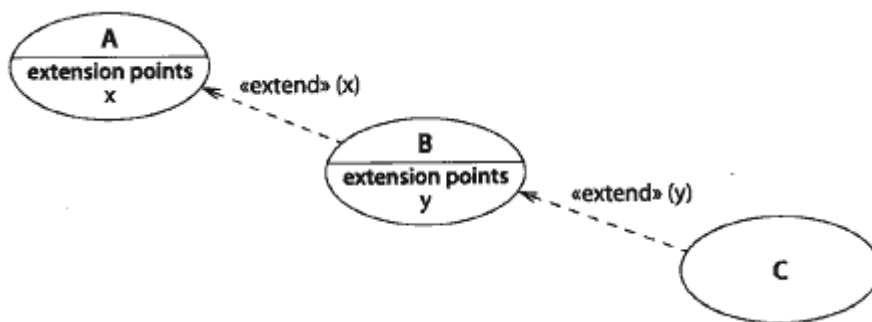 A
extension points
x
«extend» (x)
B
extension points
y
«extend» (y)
C